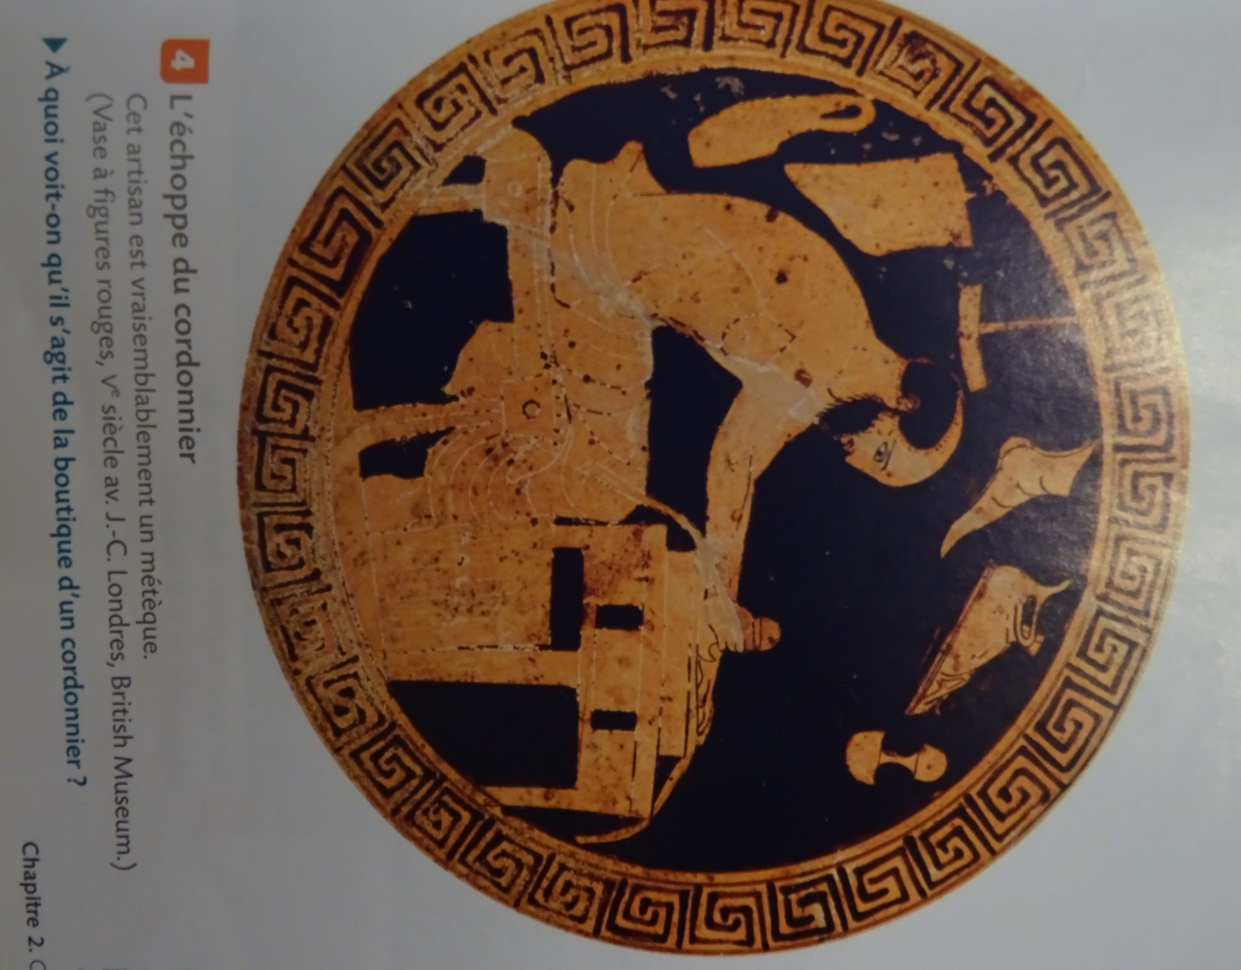 4 L'échoppe du cordonnier
Cet artisan est vraisemblablement un métèque.
(Vase à figures rouges, Ve siècle av. J.-C. Londres, British Museum.)
▶ À quoi voit-on qu'il s'agit de la boutique d'un cordonnier ?
Chapitre 2.